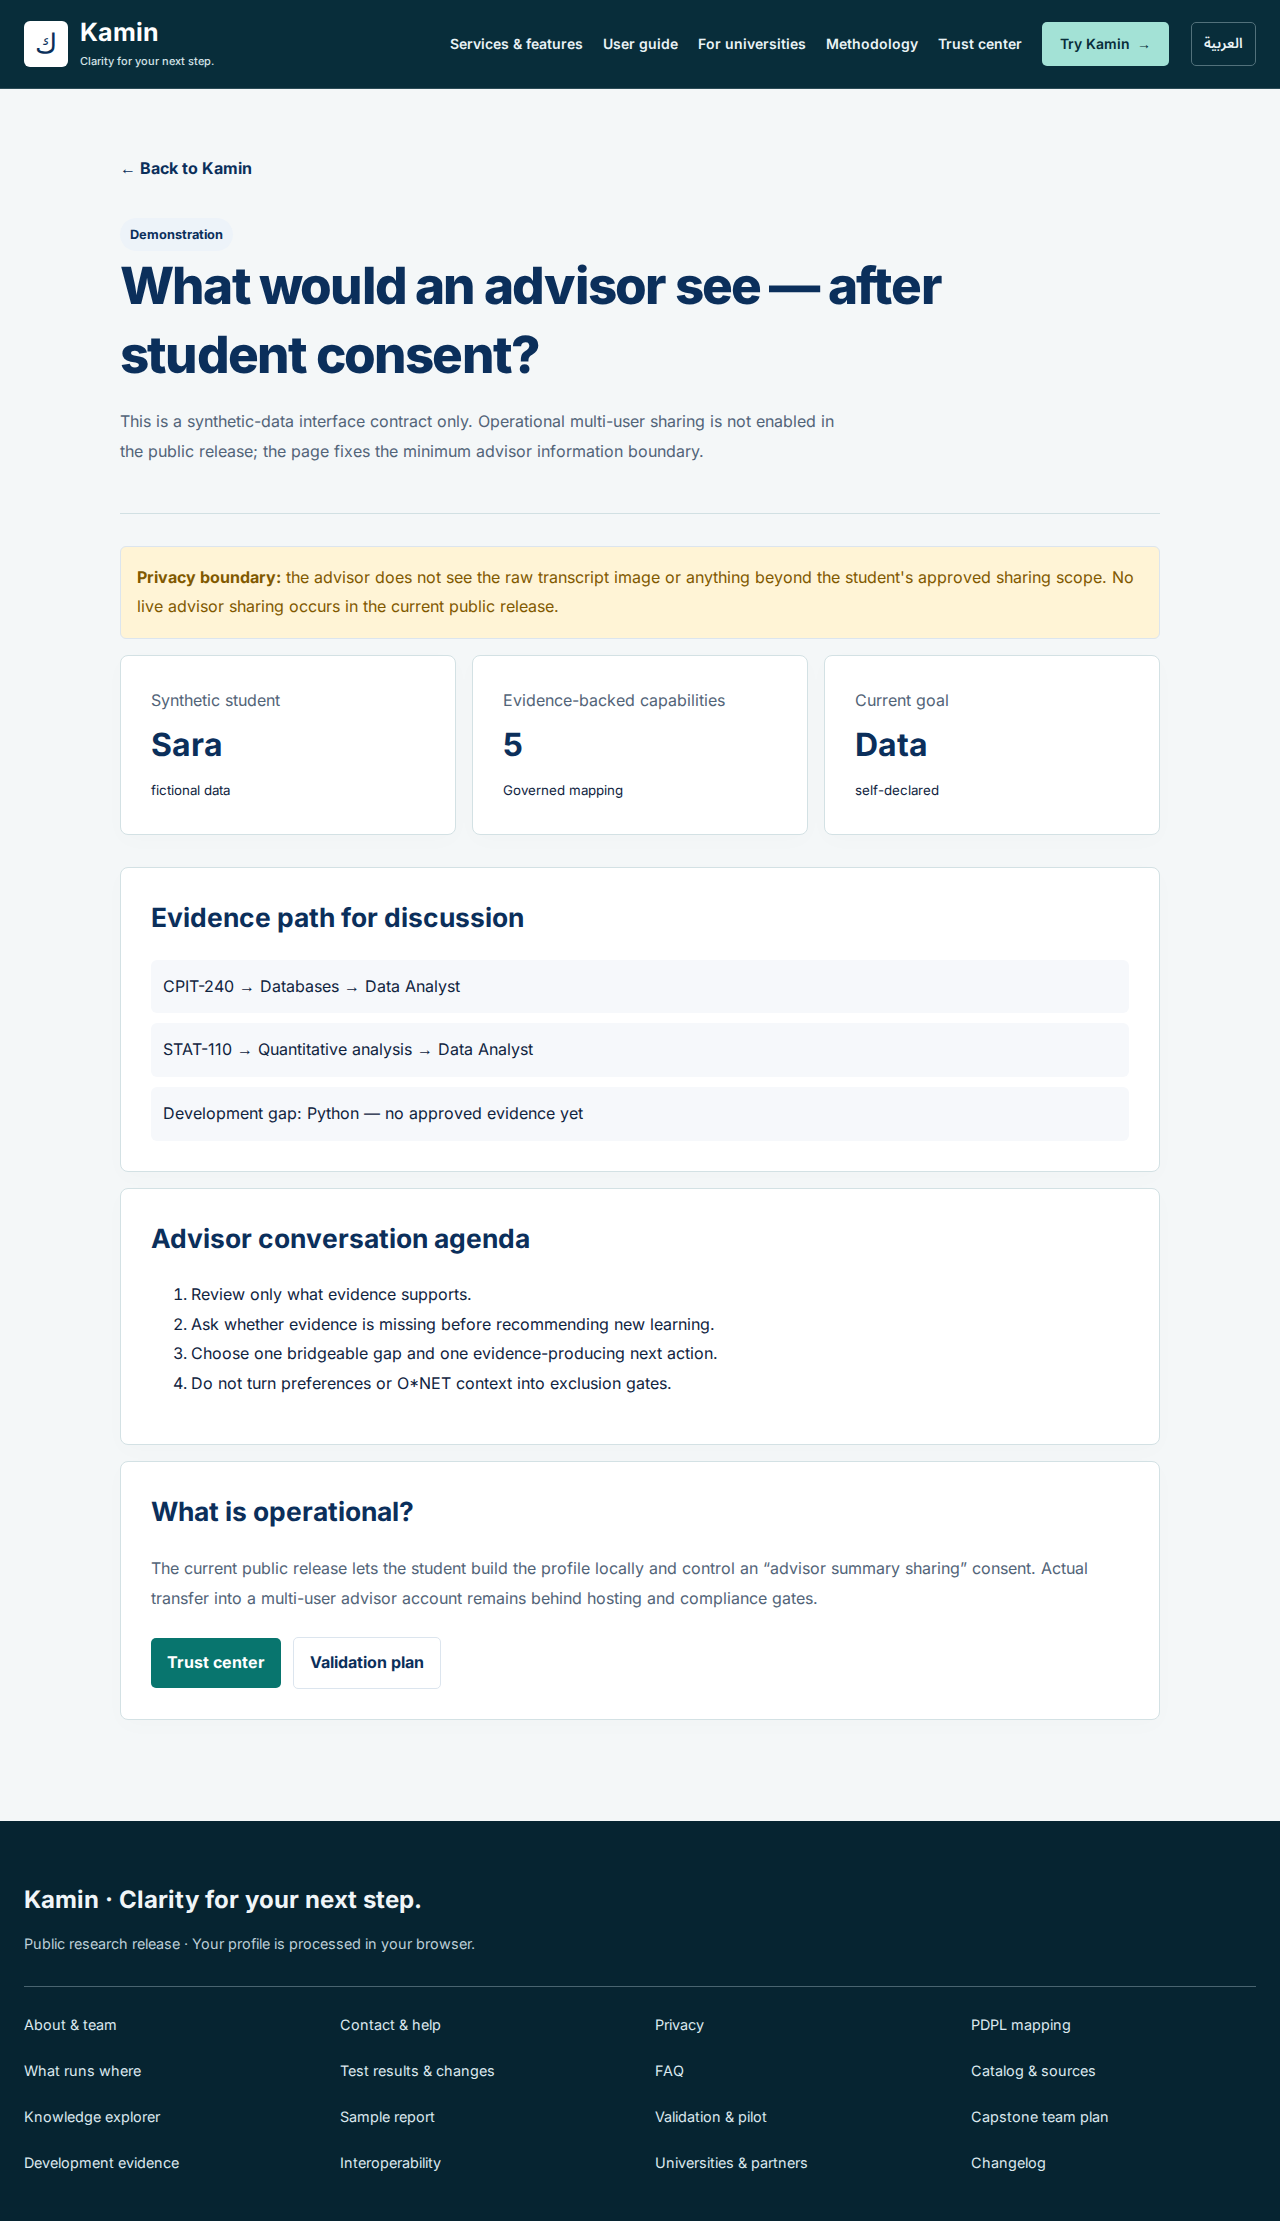 ك
Kamin
Clarity for your next step.
Services & features
User guide
For universities
Methodology
Trust center
Try Kamin →
العربية
← Back to Kamin
Demonstration
What would an advisor see — after
student consent?
This is a synthetic-data interface contract only. Operational multi-user sharing is not enabled in
the public release; the page fixes the minimum advisor information boundary.
Privacy boundary: the advisor does not see the raw transcript image or anything beyond the student's approved sharing scope. No
live advisor sharing occurs in the current public release.
Synthetic student
Sara
fictional data
Evidence-backed capabilities
5
Governed mapping
Current goal
Data
self-declared
Evidence path for discussion
CPIT-240 → Databases → Data Analyst
STAT-110 → Quantitative analysis → Data Analyst
Development gap: Python — no approved evidence yet
Advisor conversation agenda
1. Review only what evidence supports.
2. Ask whether evidence is missing before recommending new learning.
3. Choose one bridgeable gap and one evidence-producing next action.
4. Do not turn preferences or O*NET context into exclusion gates.
What is operational?
The current public release lets the student build the profile locally and control an “advisor summary sharing” consent. Actual
transfer into a multi-user advisor account remains behind hosting and compliance gates.
Trust center
Validation plan
Kamin · Clarity for your next step.
Public research release · Your profile is processed in your browser.
About & team
Contact & help
Privacy
PDPL mapping
What runs where
Test results & changes
FAQ
Catalog & sources
Knowledge explorer
Sample report
Validation & pilot
Capstone team plan
Development evidence
Interoperability
Universities & partners
Changelog